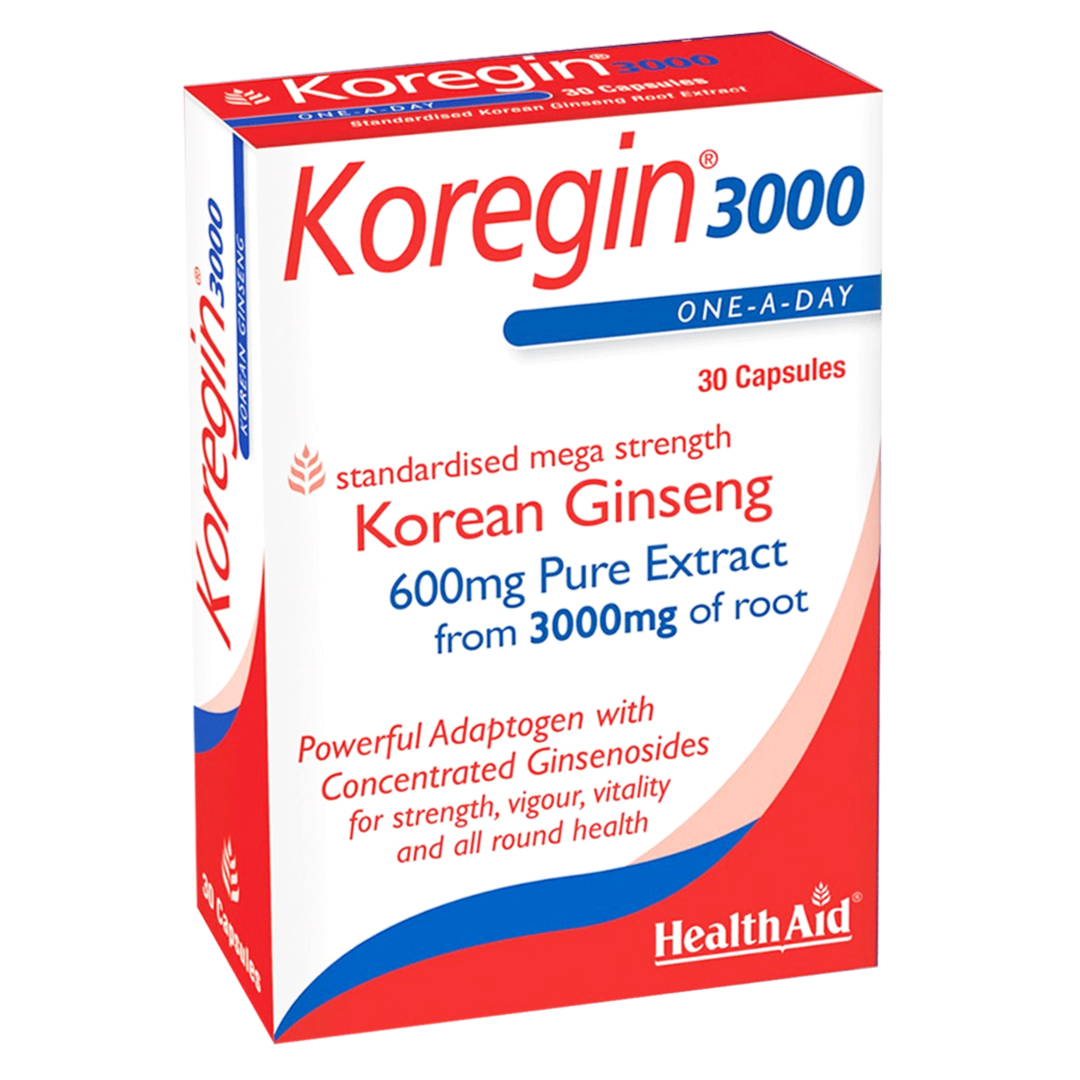 Koregin® 3000
ONE-A-DAY
30 Capsules
Standardised Korean Ginseng Root Extract
Koregin® 3000
ONE-A-DAY
30 Capsules
standardised mega strength
Korean Ginseng
600mg Pure Extract
from 3000mg of root
Powerful Adaptogen with
Concentrated Ginsenosides
for strength, vigour, vitality
and all round health
HealthAid®
Koregin® 3000
KOREAN GINSENG
30 Capsules